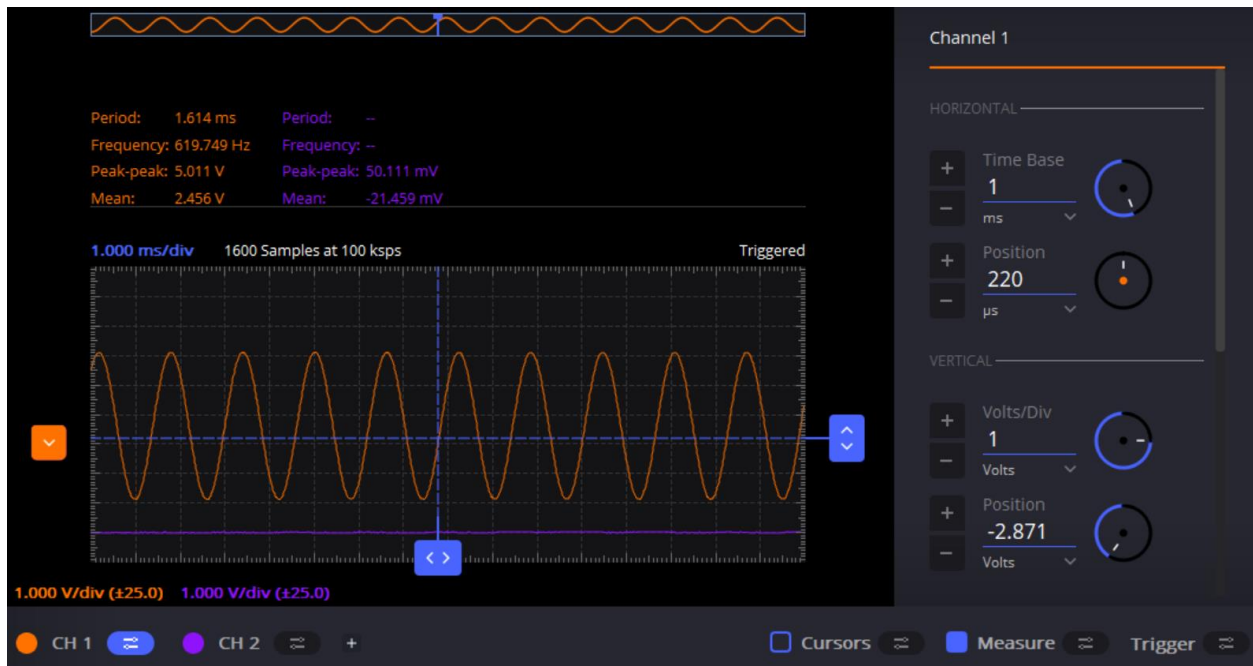 Channel 1
HORIZONTAL
Period: 1.614 ms Period: --
Frequency: 619.749 Hz Frequency: --
Peak-peak: 5.011 V Peak-peak: 50.111 mV
Mean: 2.456 V Mean: -21.459 mV
+ Time Base
1
− ms
1.000 ms/div 1600 Samples at 100 ksps Triggered
+ Position
220
− µs
VERTICAL
+ Volts/Div
1
− Volts
+ Position
-2.871
− Volts
1.000 V/div (±25.0) 1.000 V/div (±25.0)
CH 1 CH 2 + Cursors Measure Trigger